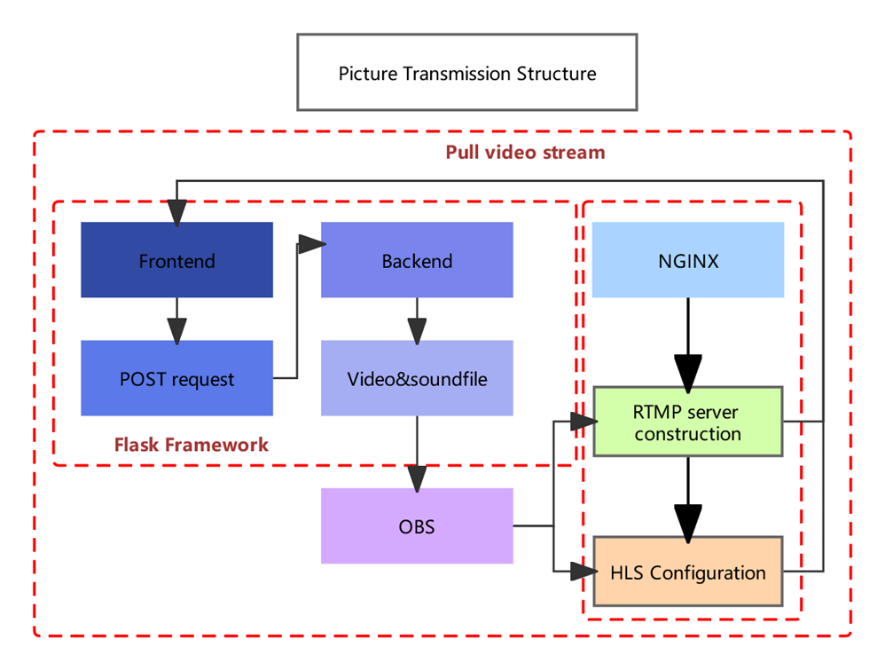 Picture Transmission Structure
Pull video stream
Frontend
Backend
NGINX
POST request
Video&soundfile
RTMP server
construction
Flask Framework
OBS
HLS Configuration